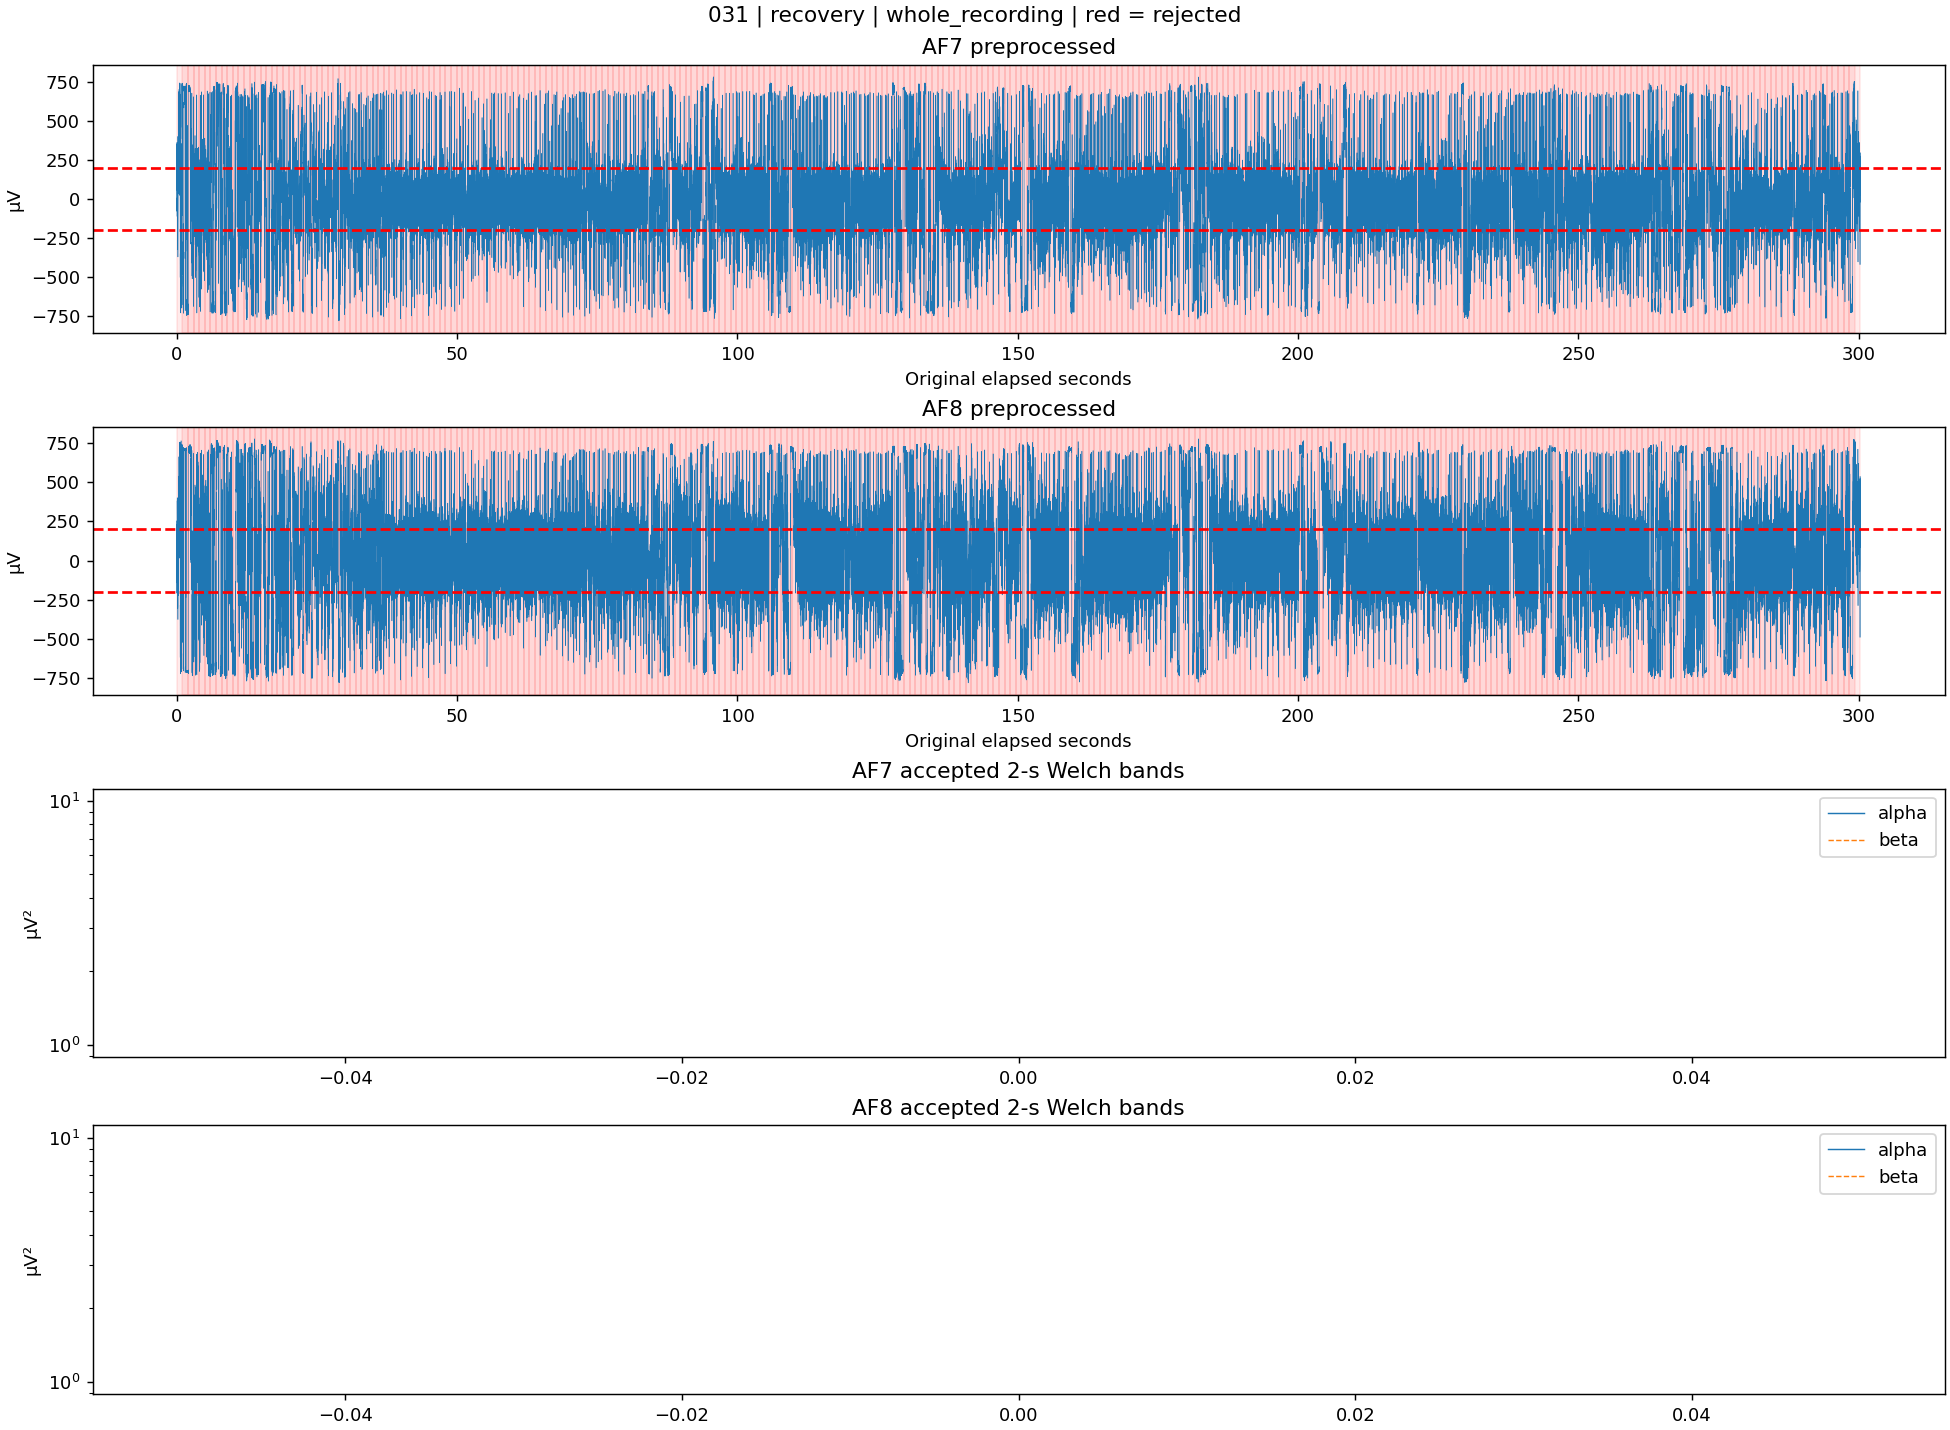 031 | recovery | whole_recording | red = rejected
AF7 preprocessed
750
500
250
0
−250
−500
−750
µV
0 50 100 150 200 250 300
Original elapsed seconds
AF8 preprocessed
750
500
250
0
−250
−500
−750
µV
0 50 100 150 200 250 300
Original elapsed seconds
AF7 accepted 2-s Welch bands
10¹
10⁰
µV²
alpha
beta
−0.04 −0.02 0.00 0.02 0.04
AF8 accepted 2-s Welch bands
10¹
10⁰
µV²
alpha
beta
−0.04 −0.02 0.00 0.02 0.04